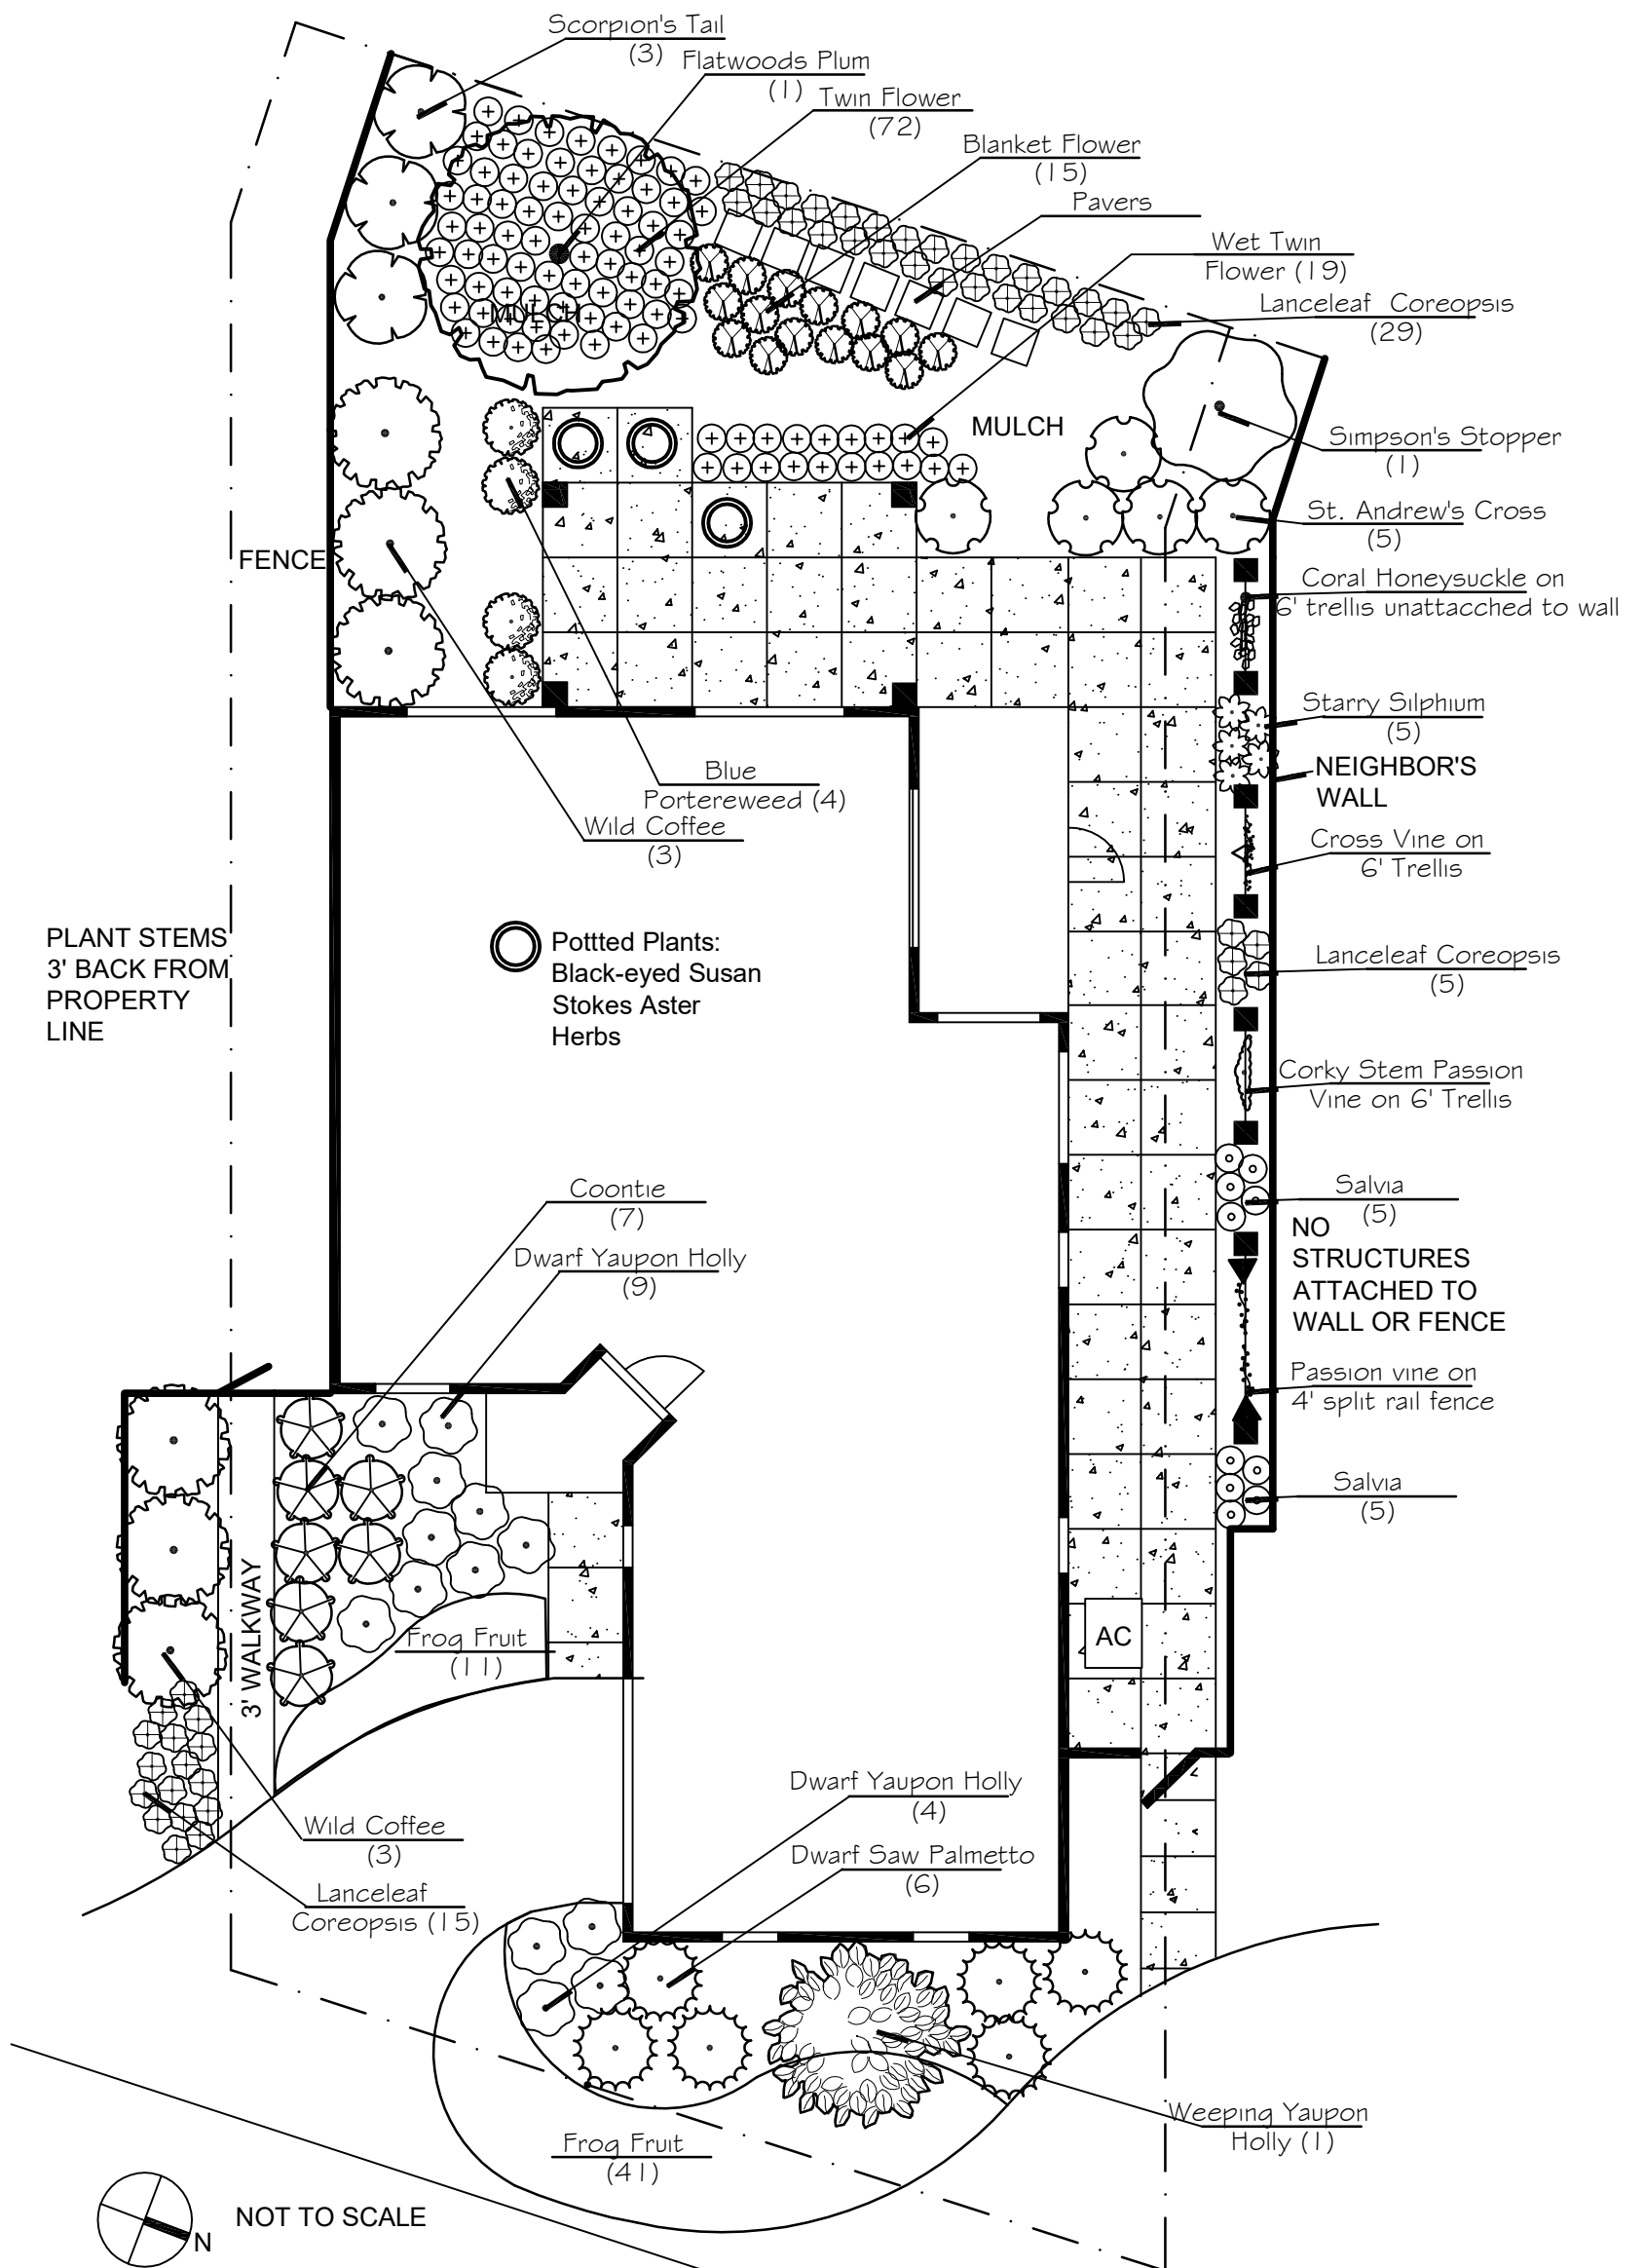 Scorpion's Tail
(3)
Flatwoods Plum
(1)
Twin Flower
(72)
Blanket Flower
(15)
Pavers
Wet Twin
Flower (19)
Lanceleaf Coreopsis
(29)
MULCH
MULCH
Simpson's Stopper
(1)
St. Andrew's Cross
(5)
FENCE
Coral Honeysuckle on
6' trellis unattacched to wall
Starry Silphium
(5)
NEIGHBOR'S
WALL
Blue
Portereweed (4)
Wild Coffee
(3)
Cross Vine on
6' Trellis
PLANT STEMS
3' BACK FROM
PROPERTY
LINE
Pottted Plants:
Black-eyed Susan
Stokes Aster
Herbs
Lanceleaf Coreopsis
(5)
Corky Stem Passion
Vine on 6' Trellis
Coontie
(7)
Dwarf Yaupon Holly
(9)
Salvia
(5)
NO
STRUCTURES
ATTACHED TO
WALL OR FENCE
Passion vine on
4' split rail fence
Salvia
(5)
3' WALKWAY
Frog Fruit
(11)
AC
Wild Coffee
(3)
Lanceleaf
Coreopsis (15)
Dwarf Yaupon Holly
(4)
Dwarf Saw Palmetto
(6)
Weeping Yaupon
Holly (1)
Frog Fruit
(41)
N
NOT TO SCALE